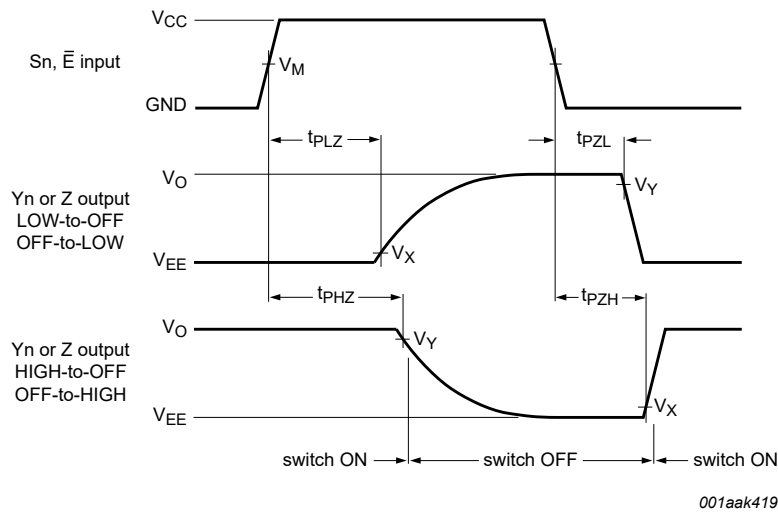 VCC
Sn, Ē input
VM
GND
tPLZ
tPZL
VO
Yn or Z output
LOW-to-OFF
OFF-to-LOW
VY
VX
VEE
tPHZ
tPZH
VO
Yn or Z output
HIGH-to-OFF
OFF-to-HIGH
VY
VX
VEE
switch ON
switch OFF
switch ON
001aak419